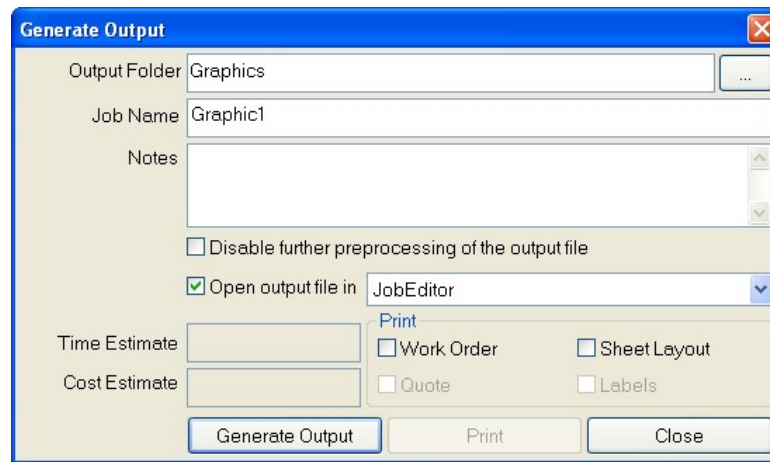 Generate Output
Output Folder Graphics ...
Job Name Graphic1
Notes
Disable further preprocessing of the output file
Open output file in JobEditor
Print
Time Estimate Work Order Sheet Layout
Cost Estimate Quote Labels
Generate Output Print Close